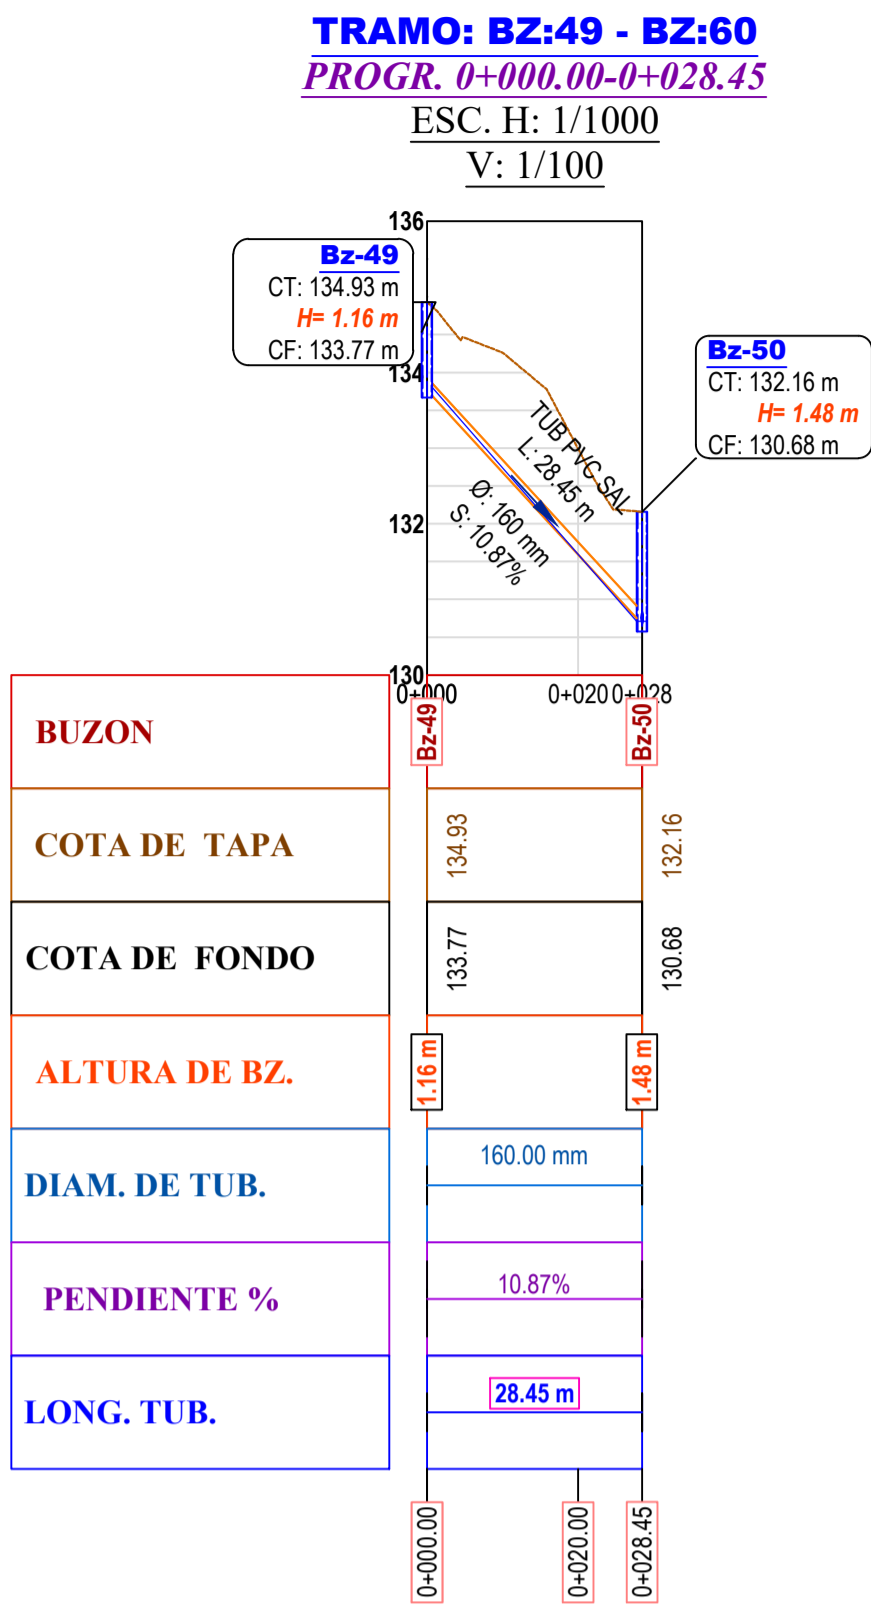 TRAMO: BZ:49 - BZ:60
PROGR. 0+000.00-0+028.45
ESC. H: 1/1000
V: 1/100
136
Bz-49
CT: 134.93 m
H= 1.16 m
CF: 133.77 m
134
Bz-50
CT: 132.16 m
H= 1.48 m
CF: 130.68 m
TUB PVC SAL
L: 28.45 m
Ø: 160 mm
S: 10.87%
132
130
0+000 0+020 0+028
BUZON Bz-49 Bz-50
COTA DE TAPA 134.93 132.16
COTA DE FONDO 133.77 130.68
ALTURA DE BZ. 1.16 m 1.48 m
DIAM. DE TUB. 160.00 mm
PENDIENTE % 10.87%
LONG. TUB. 28.45 m
0+000.00 0+020.00 0+028.45